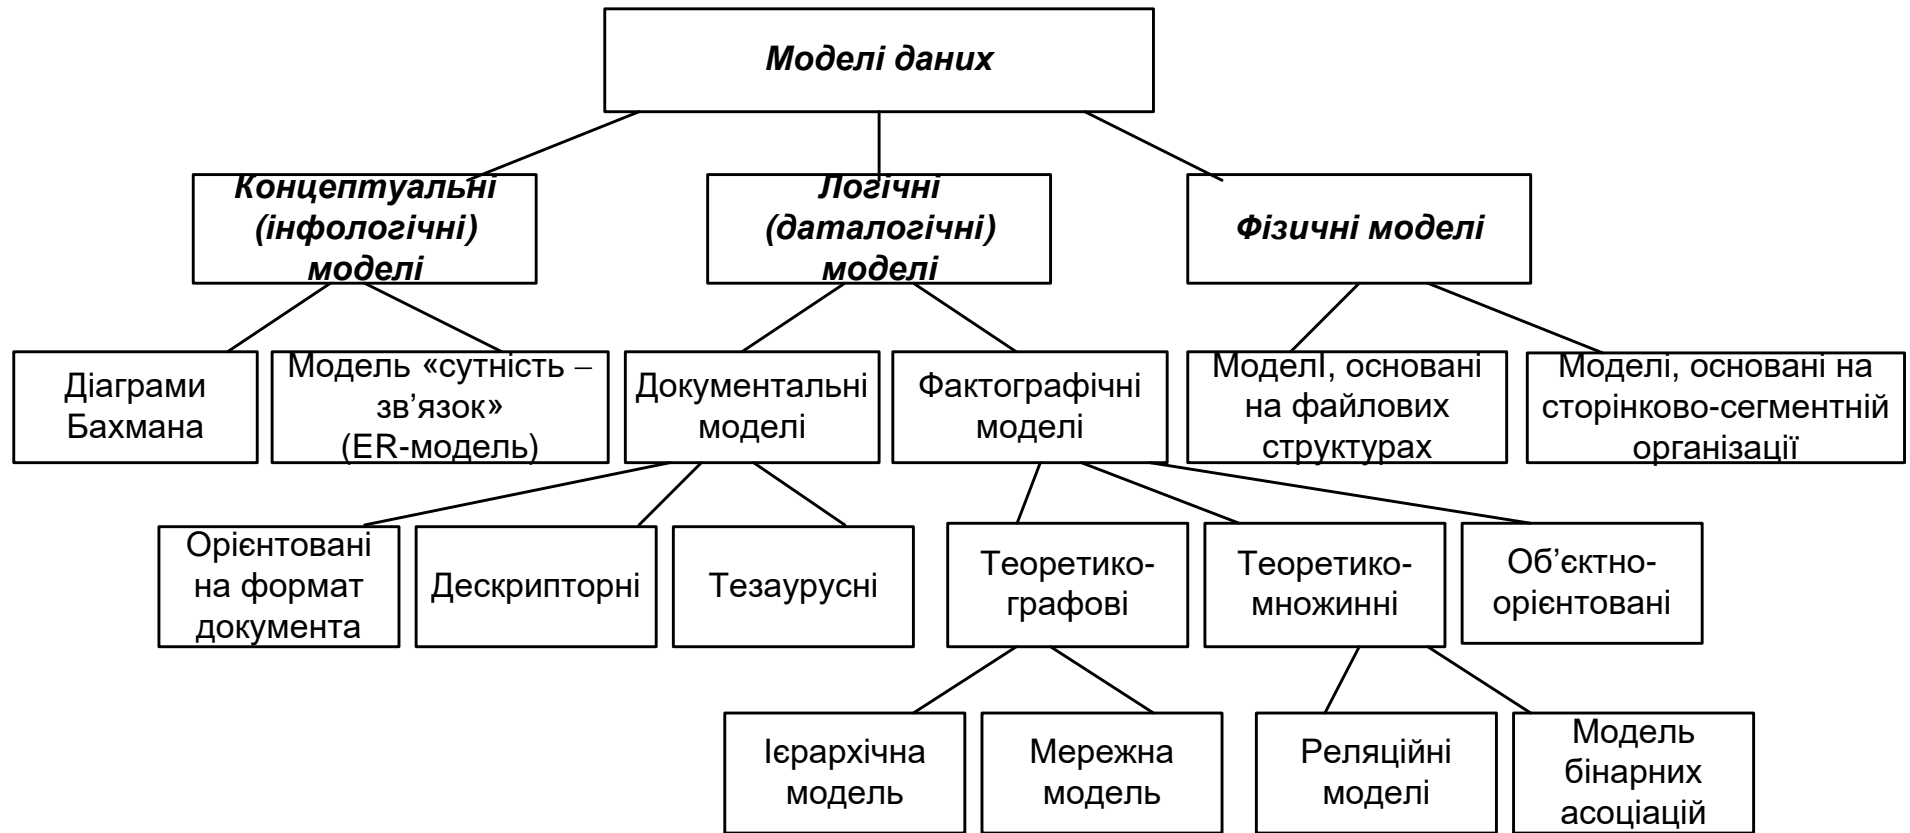 Моделі даних
Концептуальні
(інфологічні)
моделі
Логічні
(даталогічні)
моделі
Фізичні моделі
Діаграми
Бахмана
Модель «сутність –
зв’язок»
(ER-модель)
Документальні
моделі
Фактографічні
моделі
МоделІ, основані
на файлових
структурах
Моделі, основані на
сторінково-сегментній
організації
Орієнтовані
на формат
документа
Дескрипторні
Тезаурусні
Теоретико-
графові
Теоретико-
множинні
Об’єктно-
орієнтовані
Ієрархічна
модель
Мережна
модель
Реляційні
моделі
Модель
бінарних
асоціацій